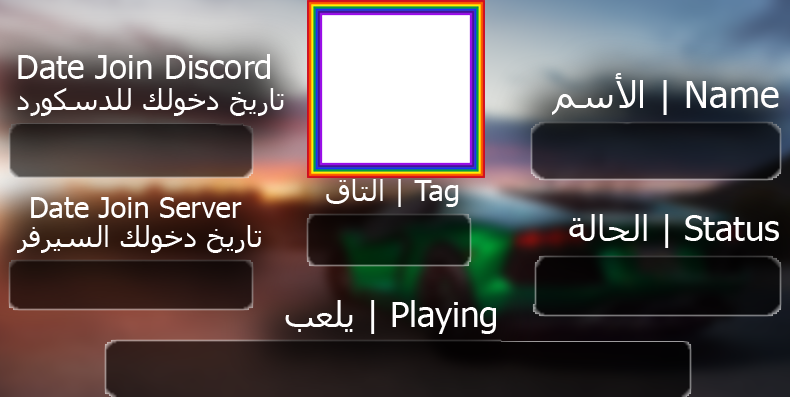 Date Join Discord
تاريخ دخولك للدسكورد
الأسم | Name
Date Join Server
تاريخ دخولك السيرفر
التاق | Tag
الحالة | Status
يلعب | Playing